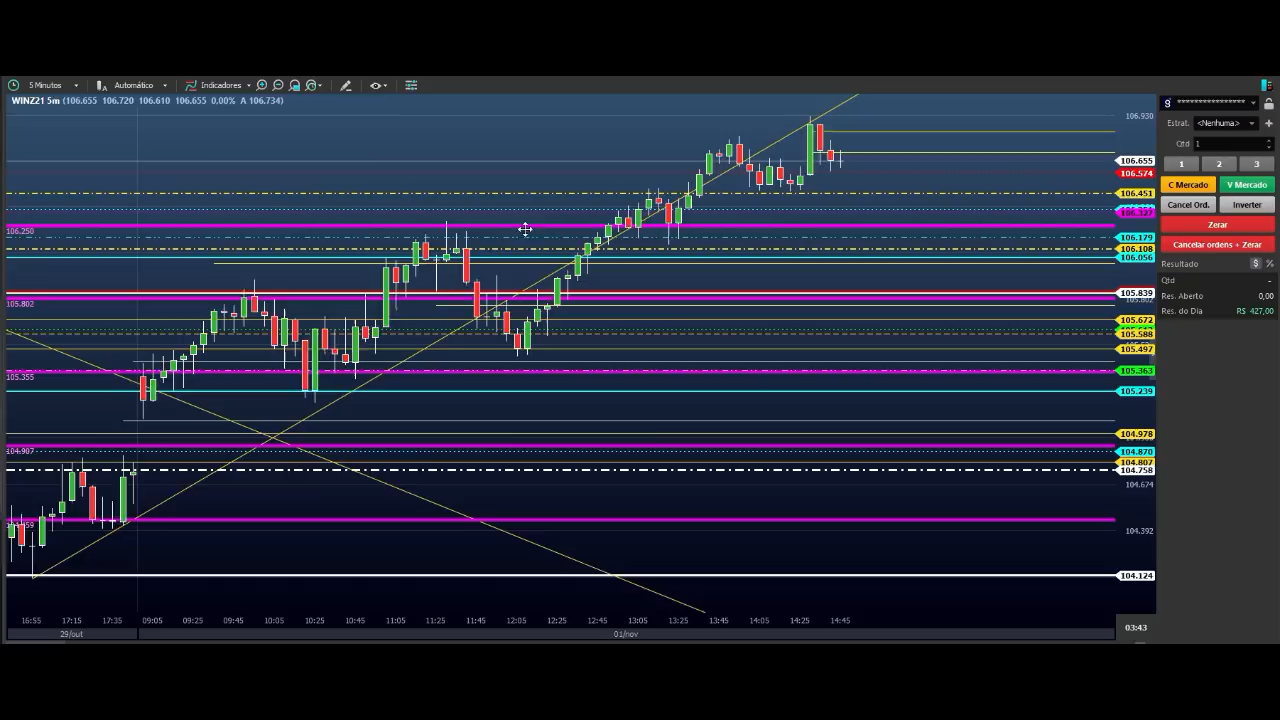 5 Minutos Automático Indicadores
WINZ21 5m (106.655 106.720 106.610 106.655 0,00% A 106.734)
****************
Estrat. <Nenhuma>
Qtd 1
1 2 3
C Mercado V Mercado
Cancel Ord. Inverter
Zerar
Cancelar ordens + Zerar
Resultado $ %
Qtd -
Res. Aberto 0,00
Res. do Dia R$ 427,00
106.930
106.655
106.574
106.451
106.327
106.250
106.179
106.108
106.056
105.839
105.802 105.802
105.672
105.588
105.497
105.363
105.355
105.239
104.978
104.907
104.870
104.807
104.758
104.674
104.392
104.124
16:55 17:15 17:35 09:05 09:25 09:45 10:05 10:25 10:45 11:05 11:25 11:45 12:05 12:25 12:45 13:05 13:25 13:45 14:05 14:25 14:45
29/out 01/nov
03:43